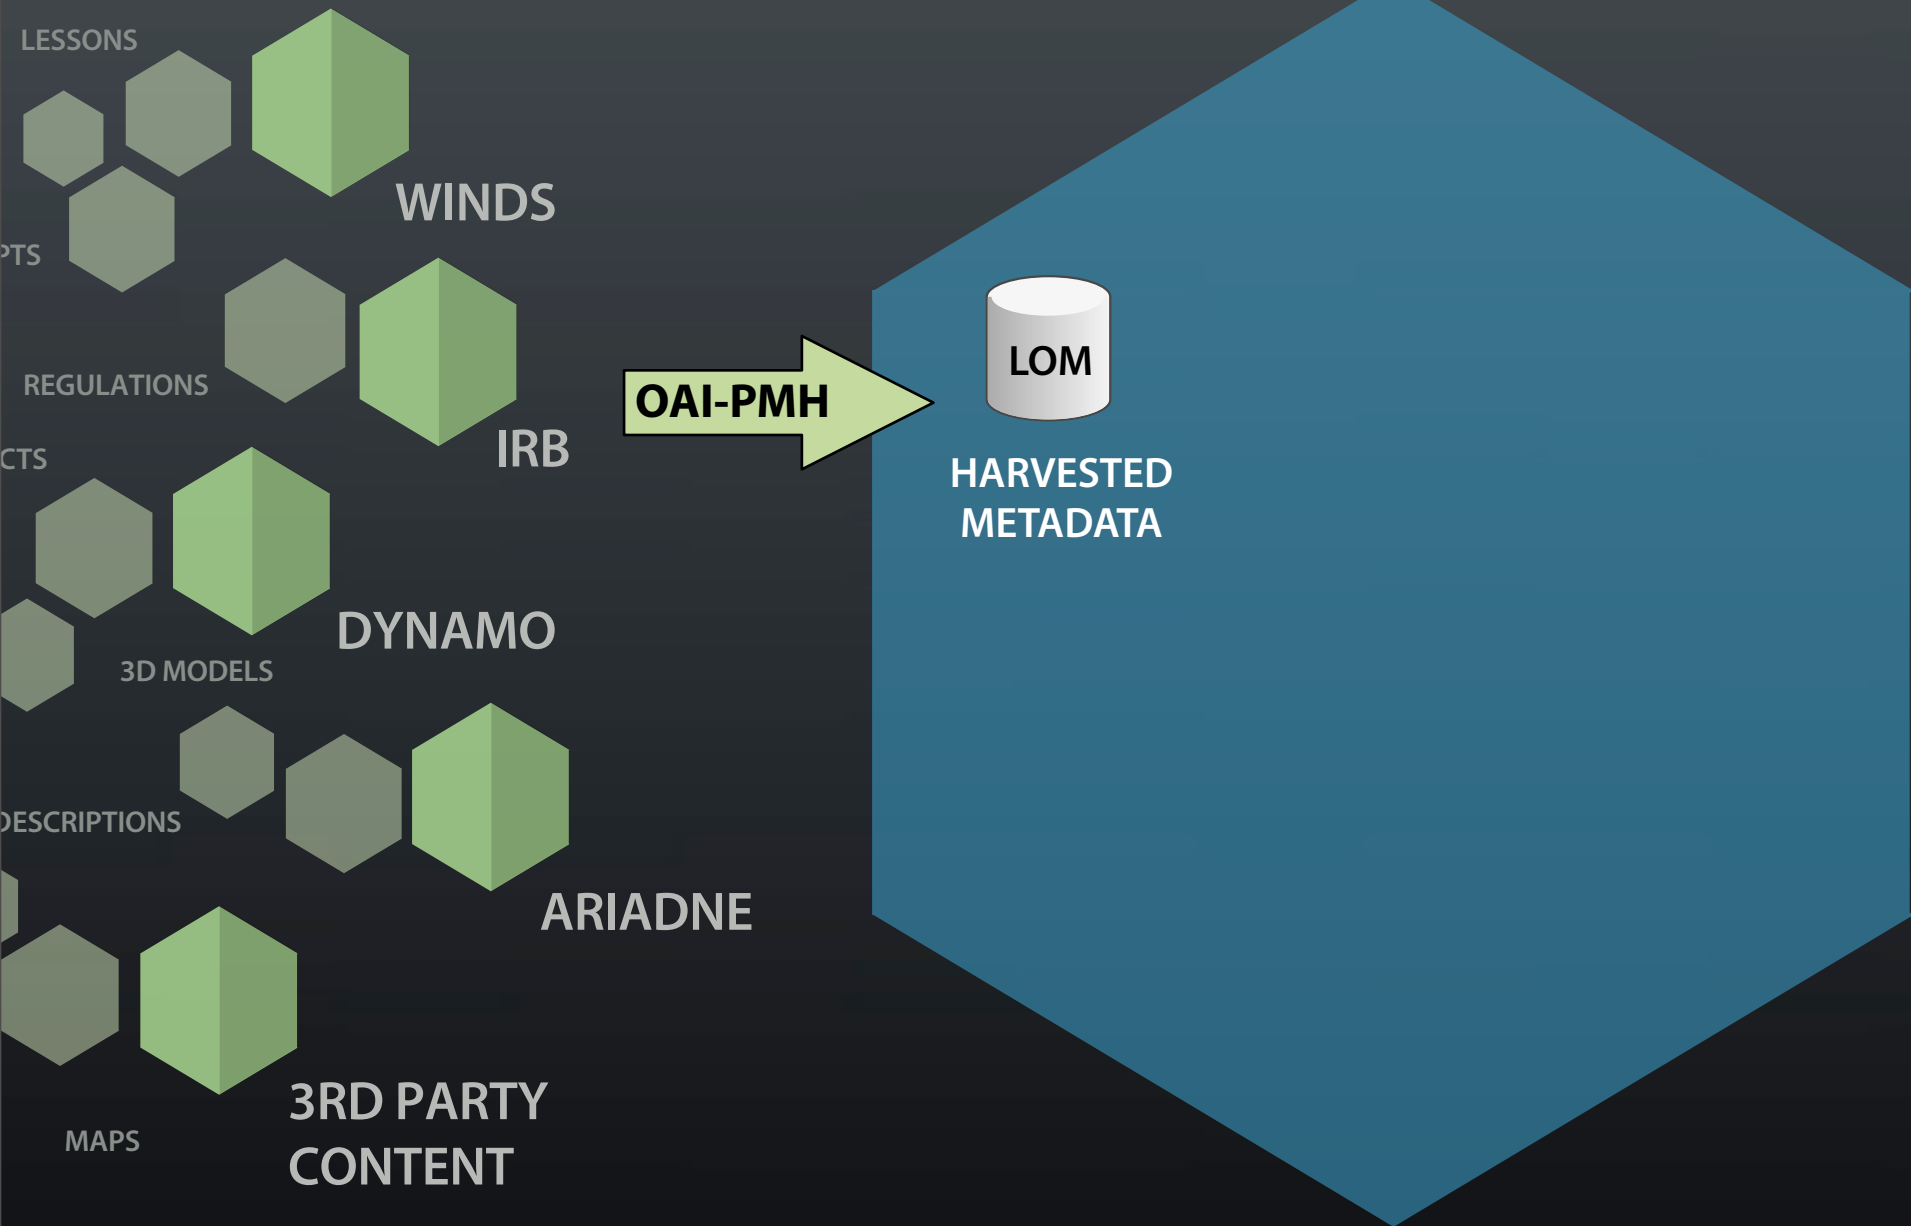 LESSONS
WINDS
PTS
REGULATIONS
IRB
OAI-PMH
LOM
HARVESTED
METADATA
CTS
DYNAMO
3D MODELS
DESCRIPTIONS
ARIADNE
3RD PARTY
CONTENT
MAPS